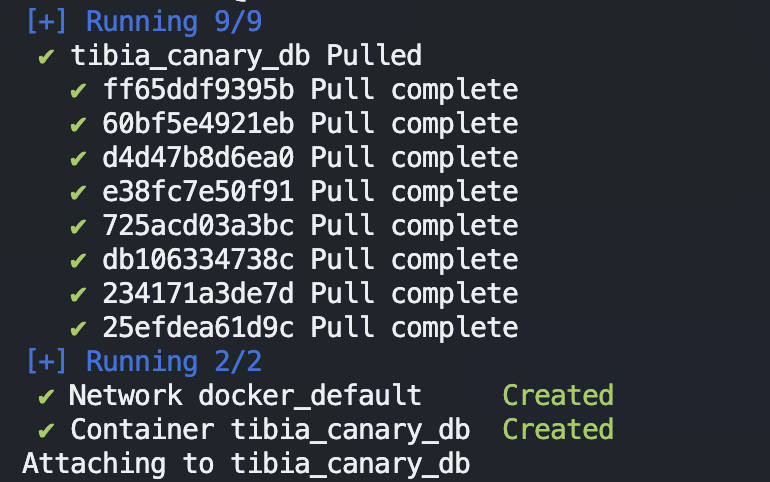 [+] Running 9/9
✔ tibia_canary_db Pulled
✔ ff65ddf9395b Pull complete
✔ 60bf5e4921eb Pull complete
✔ d4d47b8d6ea0 Pull complete
✔ e38fc7e50f91 Pull complete
✔ 725acd03a3bc Pull complete
✔ db106334738c Pull complete
✔ 234171a3de7d Pull complete
✔ 25efdea61d9c Pull complete
[+] Running 2/2
✔ Network docker_default Created
✔ Container tibia_canary_db Created
Attaching to tibia_canary_db